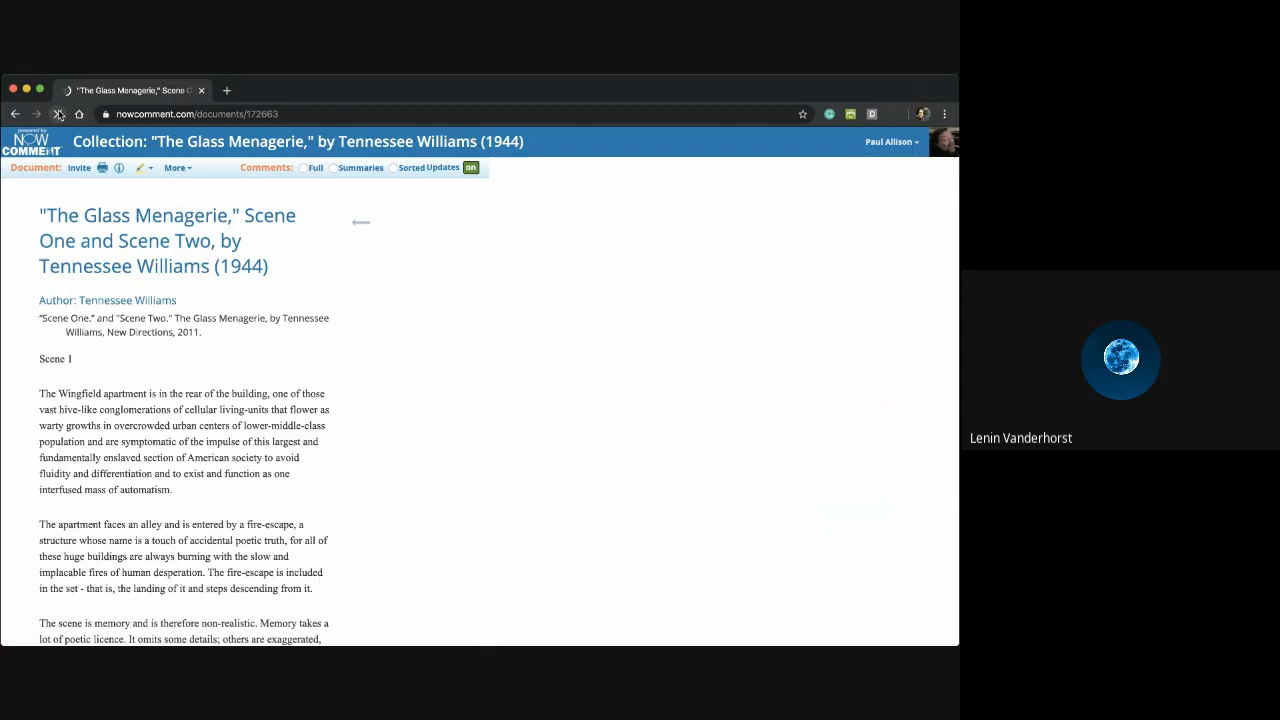 "The Glass Menagerie," Scene O
nowcomment.com/documents/172663
powered by
NOW
COMMENT
Collection: "The Glass Menagerie," by Tennessee Williams (1944)
Paul Allison
Document: Invite More Comments: Full Summaries Sorted Updates on
"The Glass Menagerie," Scene
One and Scene Two, by
Tennessee Williams (1944)
Author: Tennessee Williams
"Scene One." and "Scene Two." The Glass Menagerie, by Tennessee
Williams, New Directions, 2011.
Scene 1
The Wingfield apartment is in the rear of the building, one of those
vast hive-like conglomerations of cellular living-units that flower as
warty growths in overcrowded urban centers of lower-middle-class
population and are symptomatic of the impulse of this largest and
fundamentally enslaved section of American society to avoid
fluidity and differentiation and to exist and function as one
interfused mass of automatism.
The apartment faces an alley and is entered by a fire-escape, a
structure whose name is a touch of accidental poetic truth, for all of
these huge buildings are always burning with the slow and
implacable fires of human desperation. The fire-escape is included
in the set - that is, the landing of it and steps descending from it.
The scene is memory and is therefore non-realistic. Memory takes a
lot of poetic licence. It omits some details; others are exaggerated,
Lenin Vanderhorst